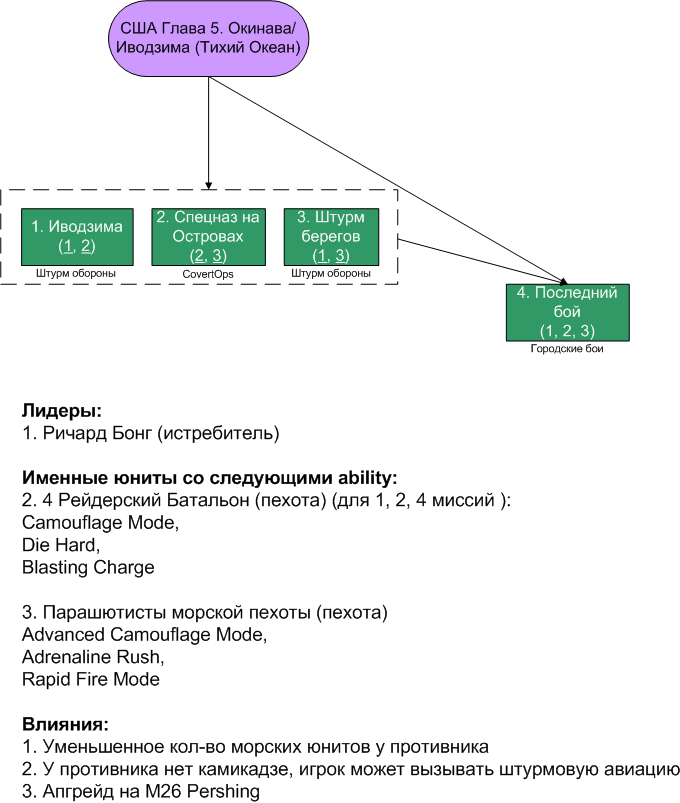 США Глава 5. Окинава/
Иводзима (Тихий Океан)
1. Иводзима
(1, 2)
Штурм обороны
2. Спецназ на
Островах
(2, 3)
CovertOps
3. Штурм
берегов
(1, 3)
Штурм обороны
4. Последний
бой
(1, 2, 3)
Городские бои
Лидеры:
1. Ричард Бонг (истребитель)
Именные юниты со следующими ability:
2. 4 Рейдерский Батальон (пехота) (для 1, 2, 4 миссий ):
Camouflage Mode,
Die Hard,
Blasting Charge
3. Парашютисты морской пехоты (пехота)
Advanced Camouflage Mode,
Adrenaline Rush,
Rapid Fire Mode
Влияния:
1. Уменьшенное кол-во морских юнитов у противника
2. У противника нет камикадзе, игрок может вызывать штурмовую авиацию
3. Апгрейд на M26 Pershing